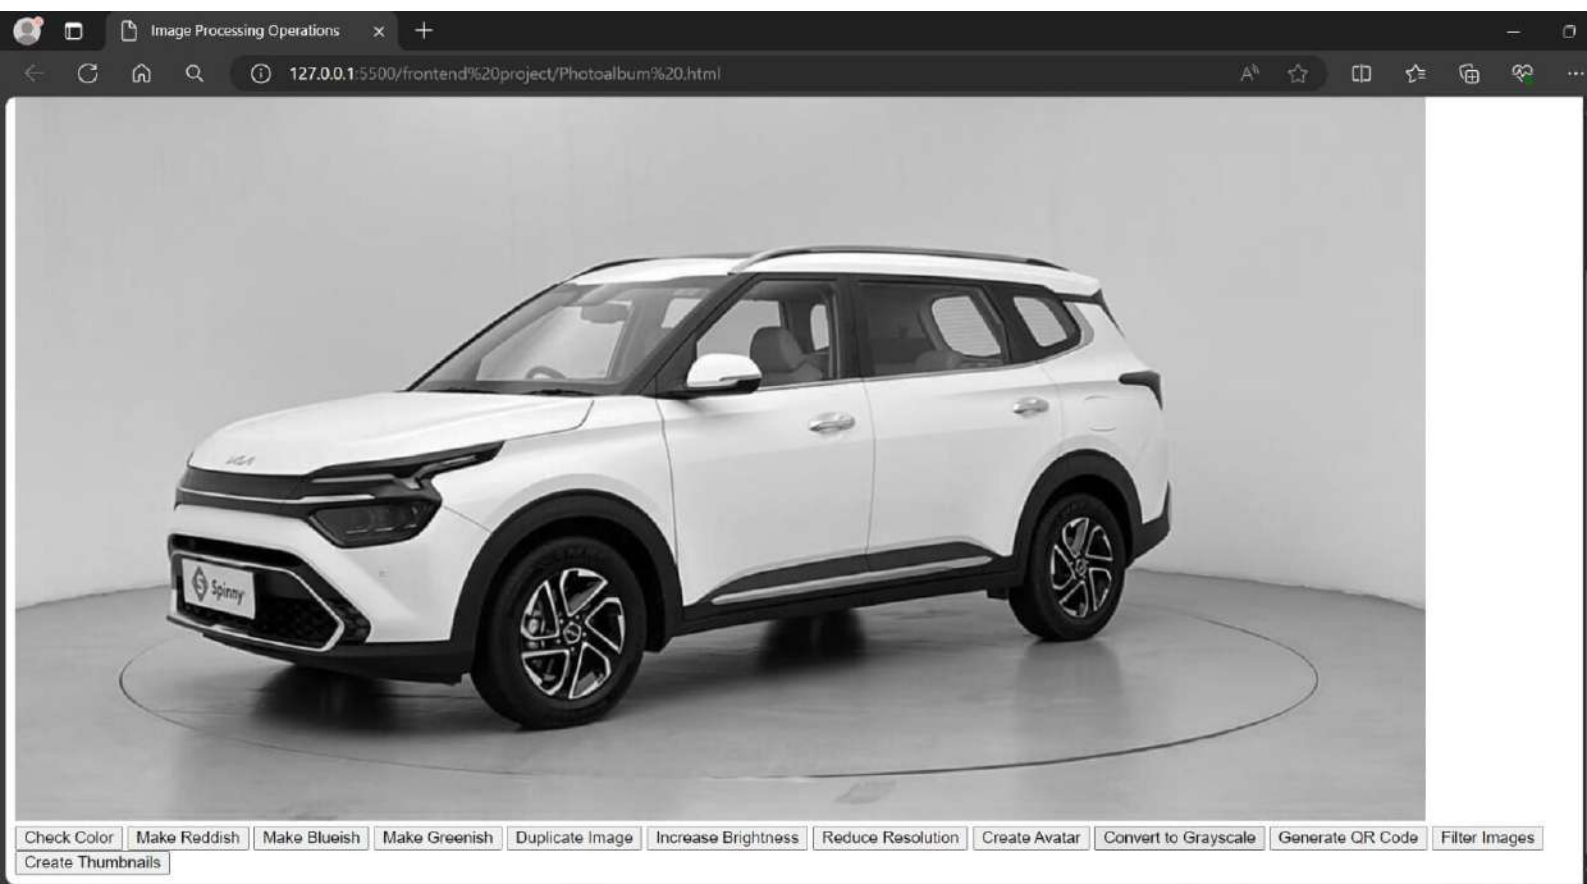 Image Processing Operations
127.0.0.1:5500/frontend%20project/Photoalbum%20.html
KIA
S Spinny
Check Color Make Reddish Make Blueish Make Greenish Duplicate Image Increase Brightness Reduce Resolution Create Avatar Convert to Grayscale Generate QR Code Filter Images
Create Thumbnails